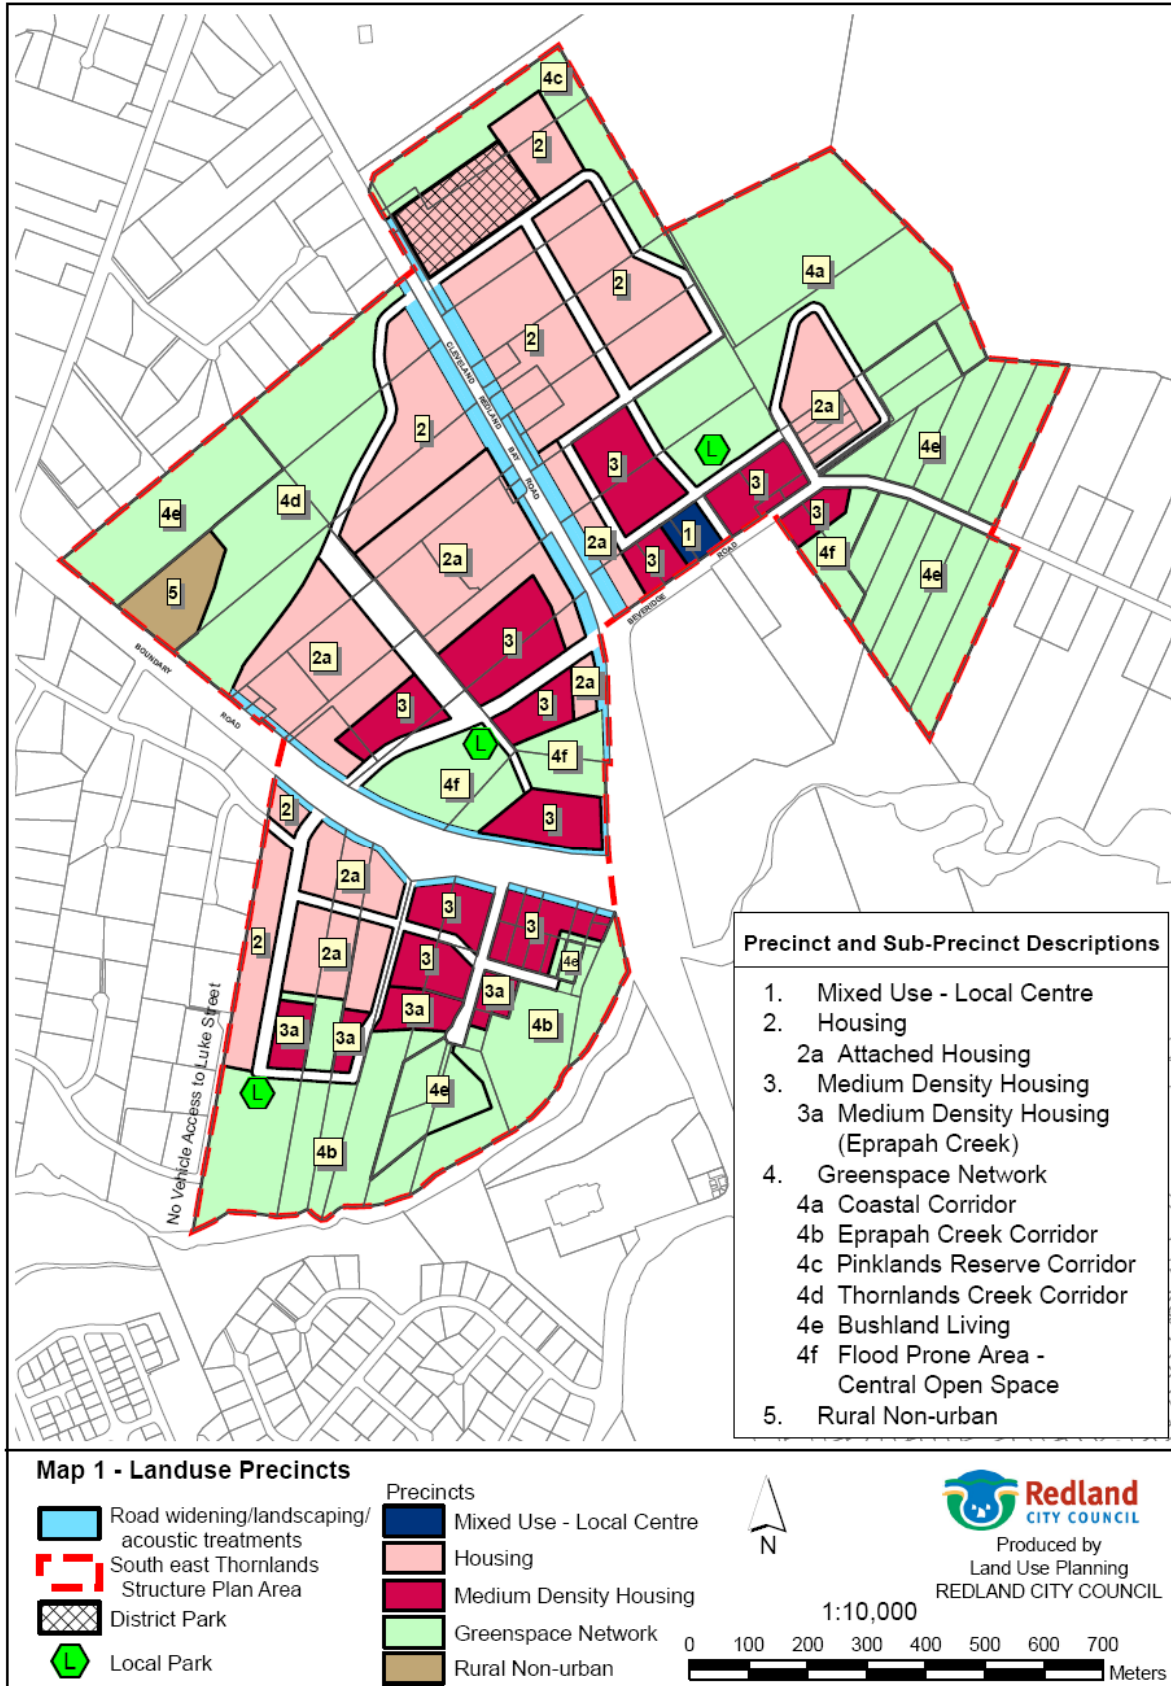 4c
2
4a
2
2
CLEVELAND REDLAND BAY ROAD
2
2a
3
L
4e
4d
3
4e
3
1
2a
4f
2a
3
ROAD
5
4e
BEVERIDGE
3
2a
BOUNDARY
2a
3
3
ROAD
L
4f
4f
2
3
2a
3
3
2
2a
3
4e
3a
3a
4b
3a
3a
No Vehicle Access to Luke Street
4e
L
4b
Precinct and Sub-Precinct Descriptions
1. Mixed Use - Local Centre
2. Housing
2a Attached Housing
3. Medium Density Housing
3a Medium Density Housing
(Eprapah Creek)
4. Greenspace Network
4a Coastal Corridor
4b Eprapah Creek Corridor
4c Pinklands Reserve Corridor
4d Thornlands Creek Corridor
4e Bushland Living
4f Flood Prone Area -
Central Open Space
5. Rural Non-urban
Map 1 - Landuse Precincts
Road widening/landscaping/
acoustic treatments
South east Thornlands
Structure Plan Area
District Park
L Local Park
Precincts
Mixed Use - Local Centre
Housing
Medium Density Housing
Greenspace Network
Rural Non-urban
N
1:10,000
0 100 200 300 400 500 600 700
Meters
Redland
CITY COUNCIL
Produced by
Land Use Planning
REDLAND CITY COUNCIL